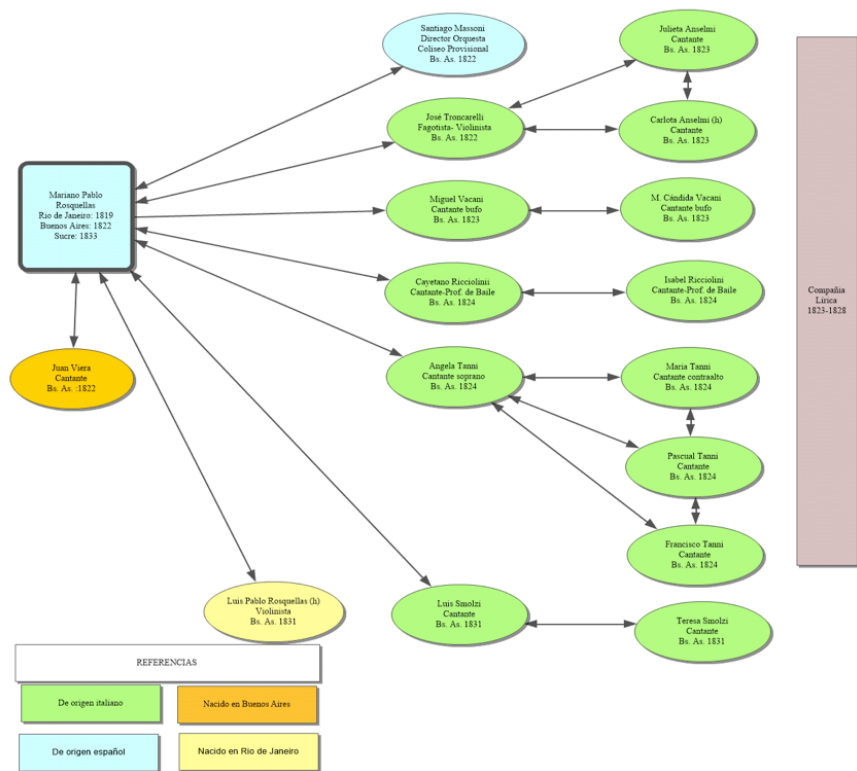 Santiago Massoni
Director Orquesta
Coliseo Provisional
Bs. As. 1822
Julieta Anselmi
Cantante
Bs. As. 1823
José Troncarelli
Fagotista- Violinista
Bs. As. 1822
Carlota Anselmi (h)
Cantante
Bs. As. 1823
Mariano Pablo
Rosquellas
Rio de Janeiro: 1819
Buenos Aires: 1822
Sucre: 1833
Miguel Vacani
Cantante bufo
Bs. As. 1823
M. Cándida Vacani
Cantante bufo
Bs. As. 1823
Cayetano Ricciolinii
Cantante-Prof. de Baile
Bs. As. 1824
Isabel Ricciolini
Cantante-Prof. de Baile
Bs. As. 1824
Compañia
Lírica
1823-1828
Juan Viera
Cantante
Bs. As. :1822
Angela Tanni
Cantante soprano
Bs. As. 1824
Maria Tanni
Cantante contraalto
Bs. As. 1824
Pascual Tanni
Cantante
Bs. As. 1824
Francisco Tanni
Cantante
Bs. As. 1824
Luis Pablo Rosquellas (h)
Violinista
Bs. As. 1831
Luis Smolzi
Cantante
Bs. As. 1831
Teresa Smolzi
Cantante
Bs. As. 1831
REFERENCIAS
De origen italiano
Nacido en Buenos Aires
De origen español
Nacido en Rio de Janeiro